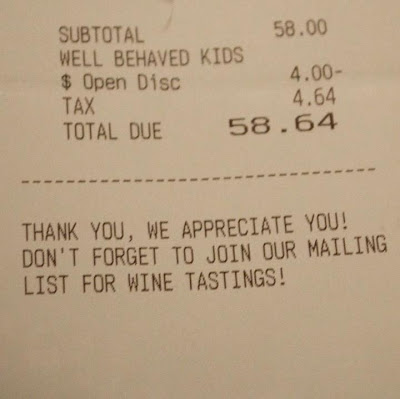 SUBTOTAL 58.00
WELL BEHAVED KIDS
$ Open Disc 4.00-
TAX 4.64
TOTAL DUE 58.64
--------------------------------
THANK YOU, WE APPRECIATE YOU!
DON'T FORGET TO JOIN OUR MAILING
LIST FOR WINE TASTINGS!